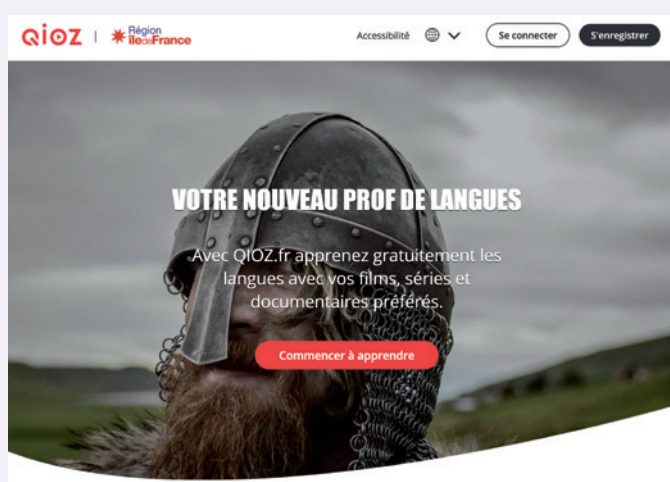 QIOZ | Région
îledeFrance
Accessibilité
Se connecter
S'enregistrer
VOTRE NOUVEAU PROF DE LANGUES
Avec QIOZ.fr apprenez gratuitement les
langues avec vos films, séries et
documentaires préférés.
Commencer à apprendre